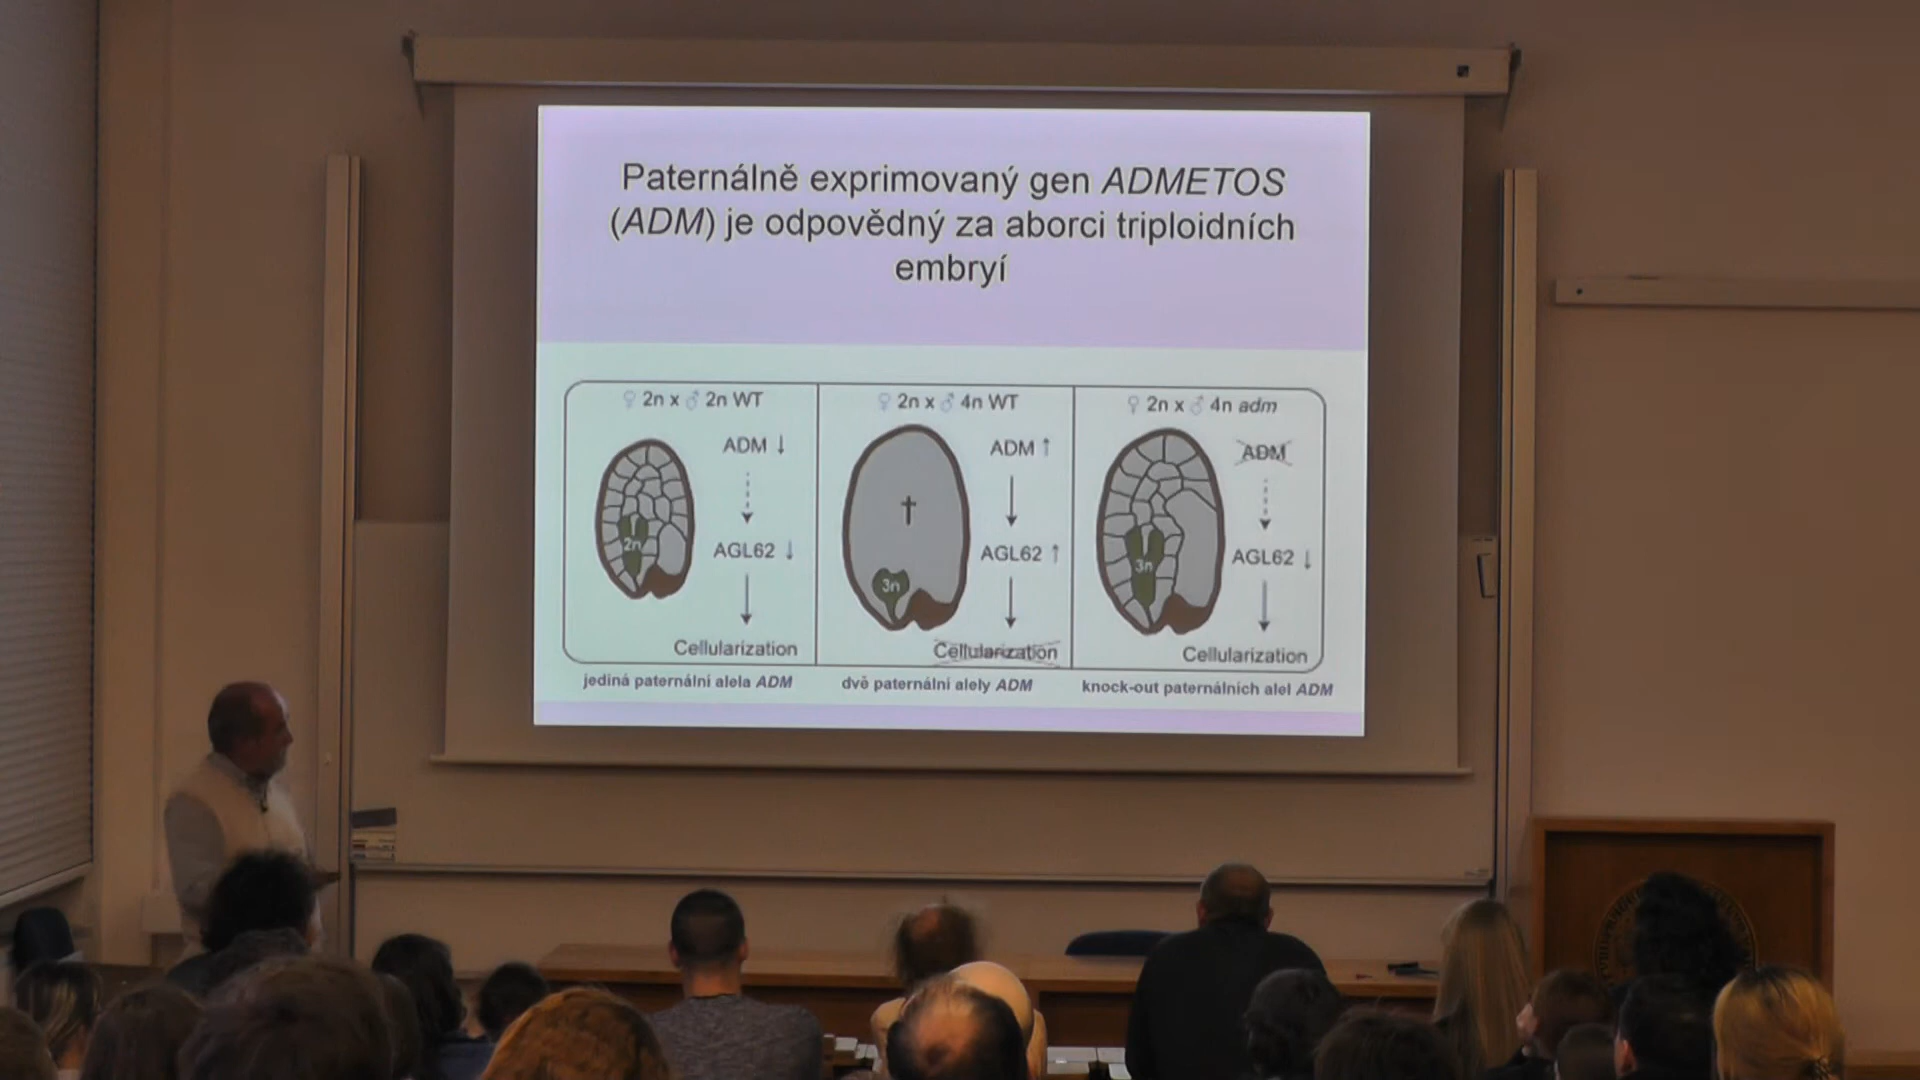 Paternálně exprimovaný gen ADMETOS
(ADM) je odpovědný za aborci triploidních
embryí
♀ 2n x ♂ 2n WT
ADM ↓
2n
AGL62 ↓
Cellularization
jediná paternální alela ADM
♀ 2n x ♂ 4n WT
ADM ↑
†
3n
AGL62 ↑
Cellularization
dvě paternální alely ADM
♀ 2n x ♂ 4n adm
ADM
3n
AGL62 ↓
Cellularization
knock-out paternálních alel ADM